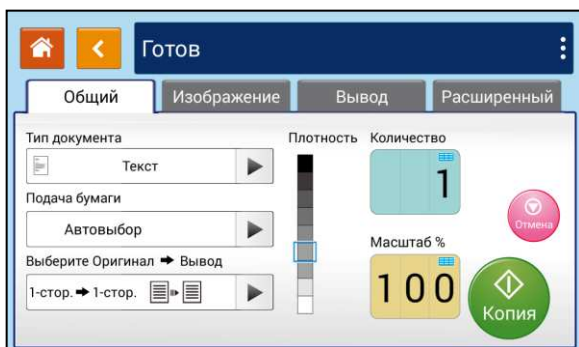 Готов
Общий
Изображение
Вывод
Расширенный
Тип документа
Текст
Подача бумаги
Автовыбор
Выберите Оригинал ➡ Вывод
1-стор. ➡ 1-стор.
Плотность
Количество
1
Масштаб %
100
Отмена
Копия